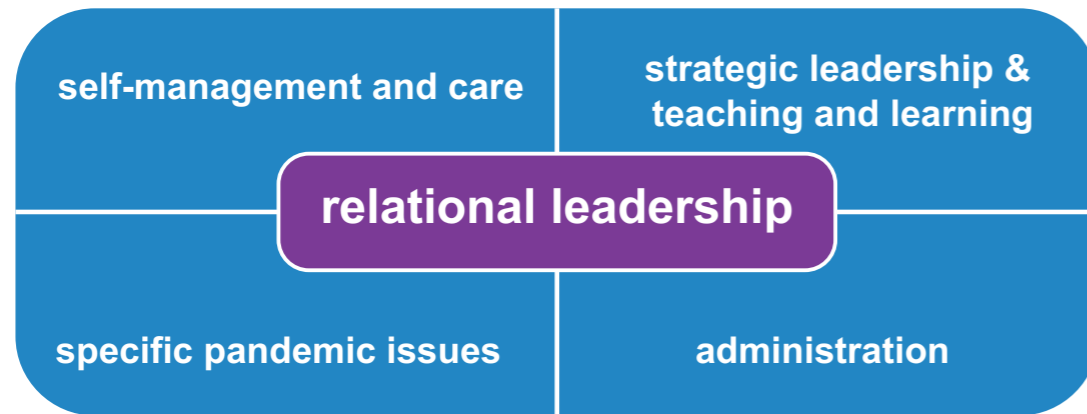 self-management and care
strategic leadership &
teaching and learning
relational leadership
specific pandemic issues
administration